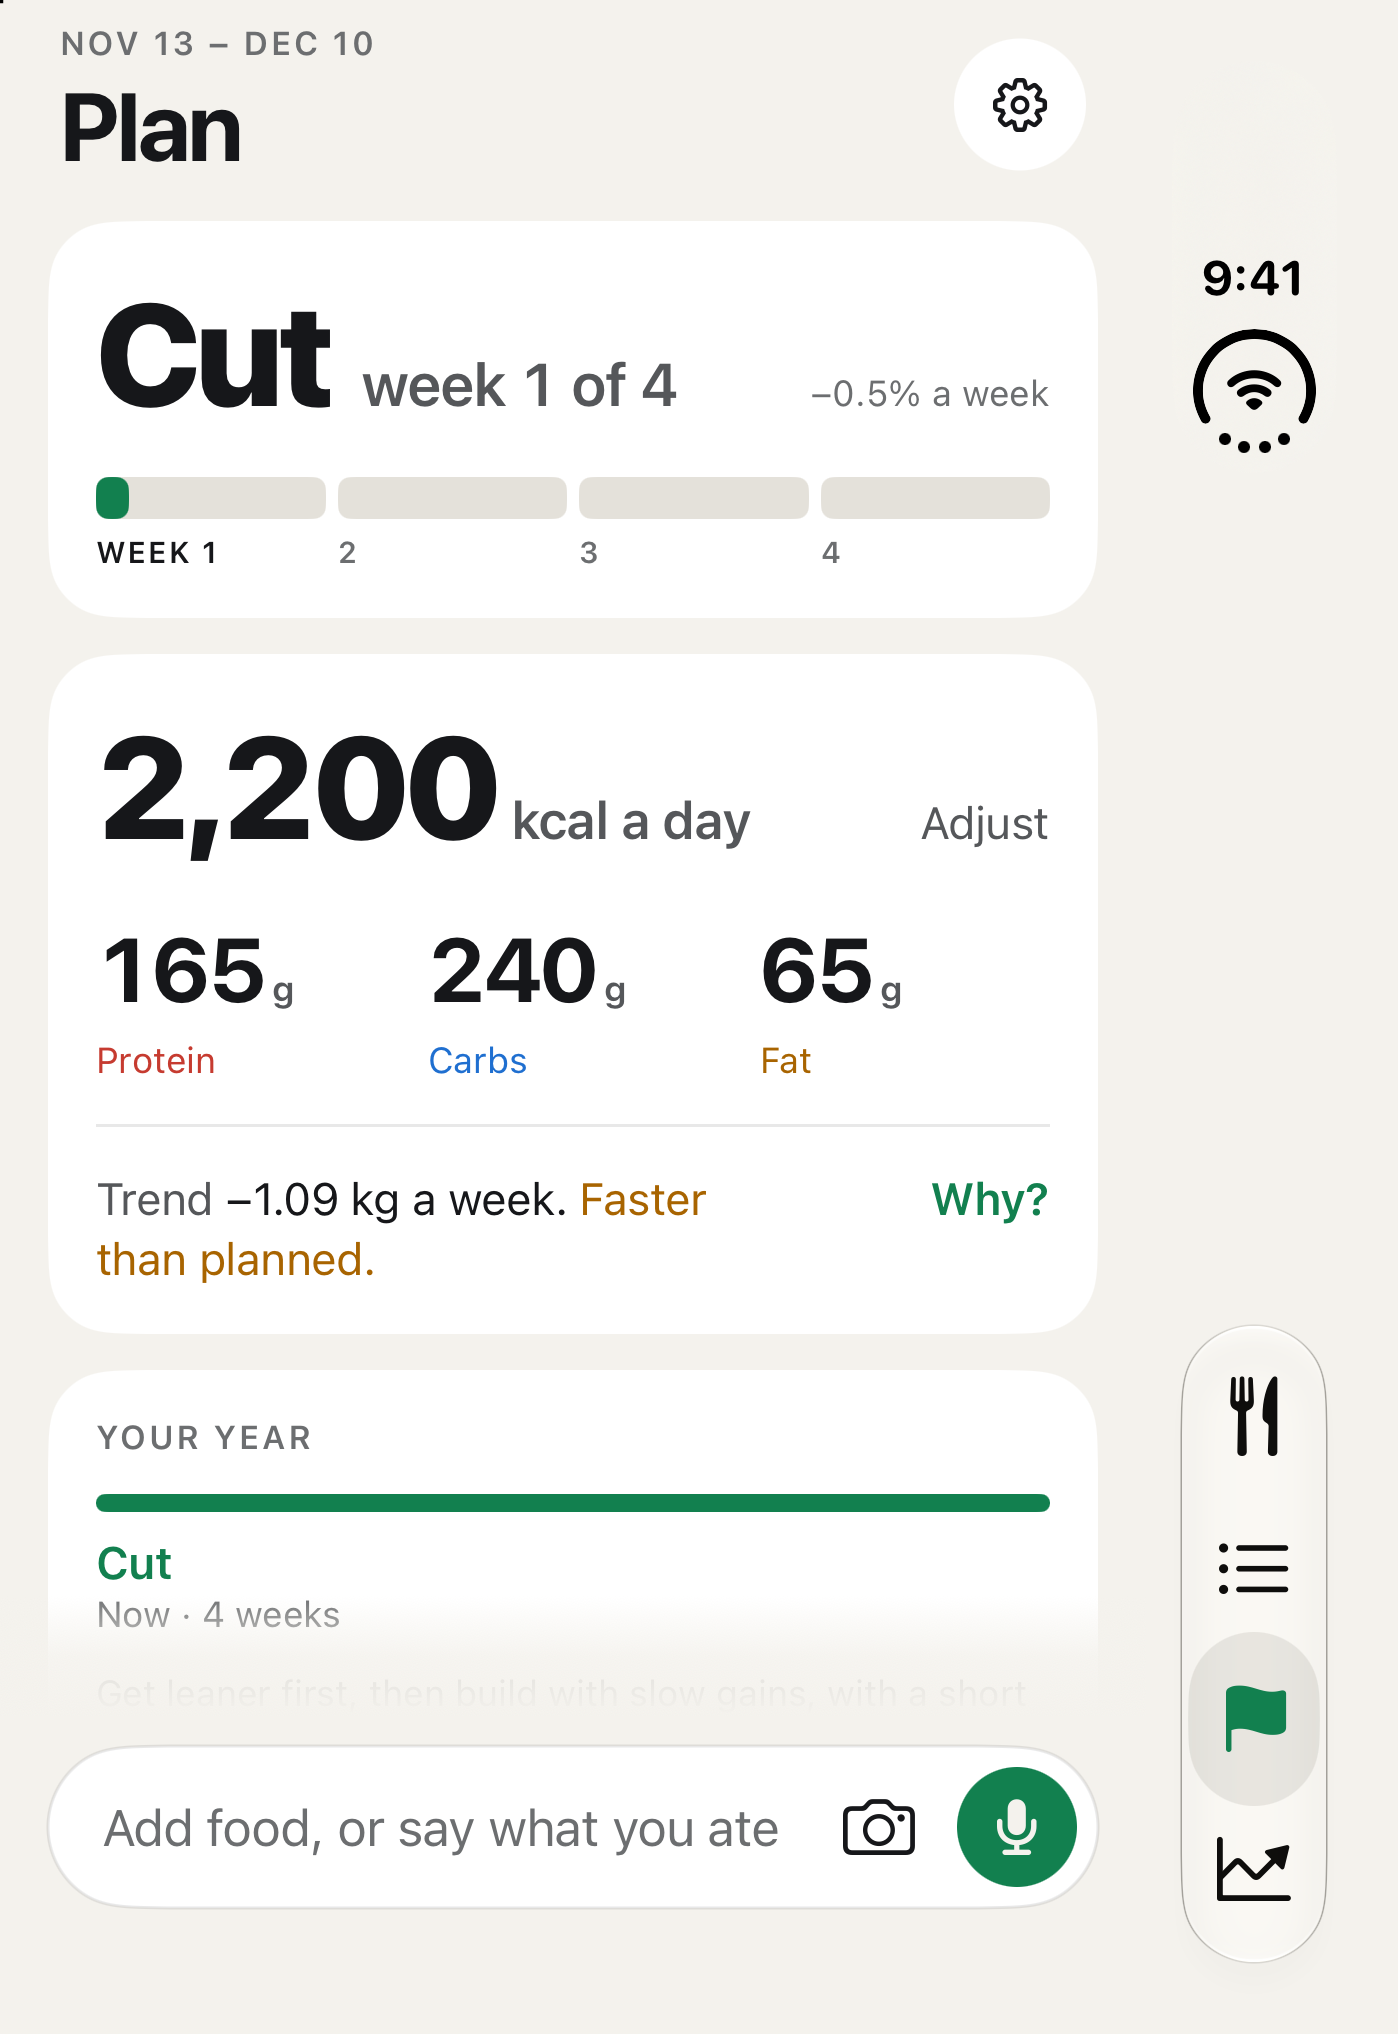 NOV 13 – DEC 10
Plan
9:41
Cut week 1 of 4 –0.5% a week
WEEK 1 2 3 4
2,200 kcal a day Adjust
165 g 240 g 65 g
Protein Carbs Fat
Trend –1.09 kg a week. Faster Why?
than planned.
YOUR YEAR
Cut
Now · 4 weeks
Get leaner first, then build with slow gains, with a short
Add food, or say what you ate